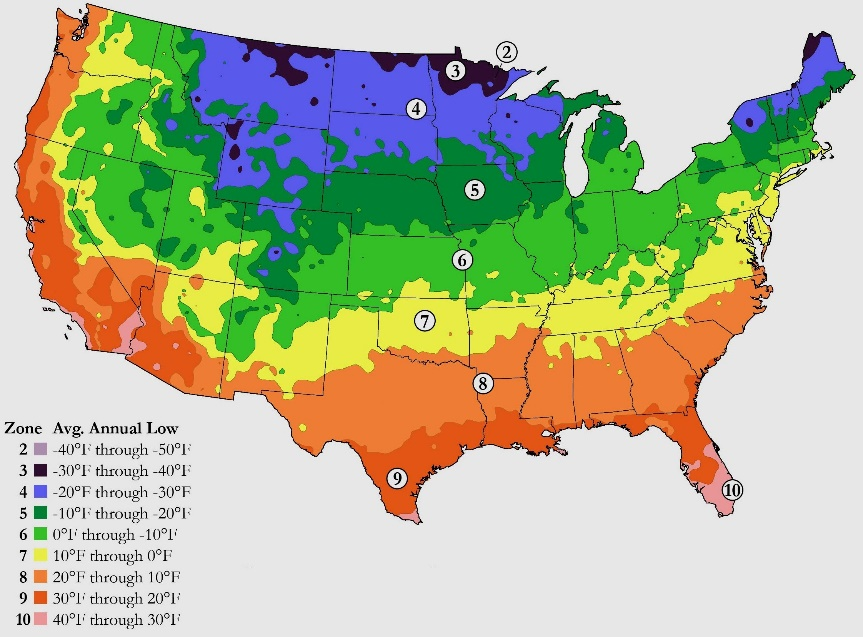 2
3
4
5
6
7
8
9
10
Zone Avg. Annual Low
2 -40°F through -50°F
3 -30°F through -40°F
4 -20°F through -30°F
5 -10°F through -20°F
6 0°F through -10°F
7 10°F through 0°F
8 20°F through 10°F
9 30°F through 20°F
10 40°F through 30°F